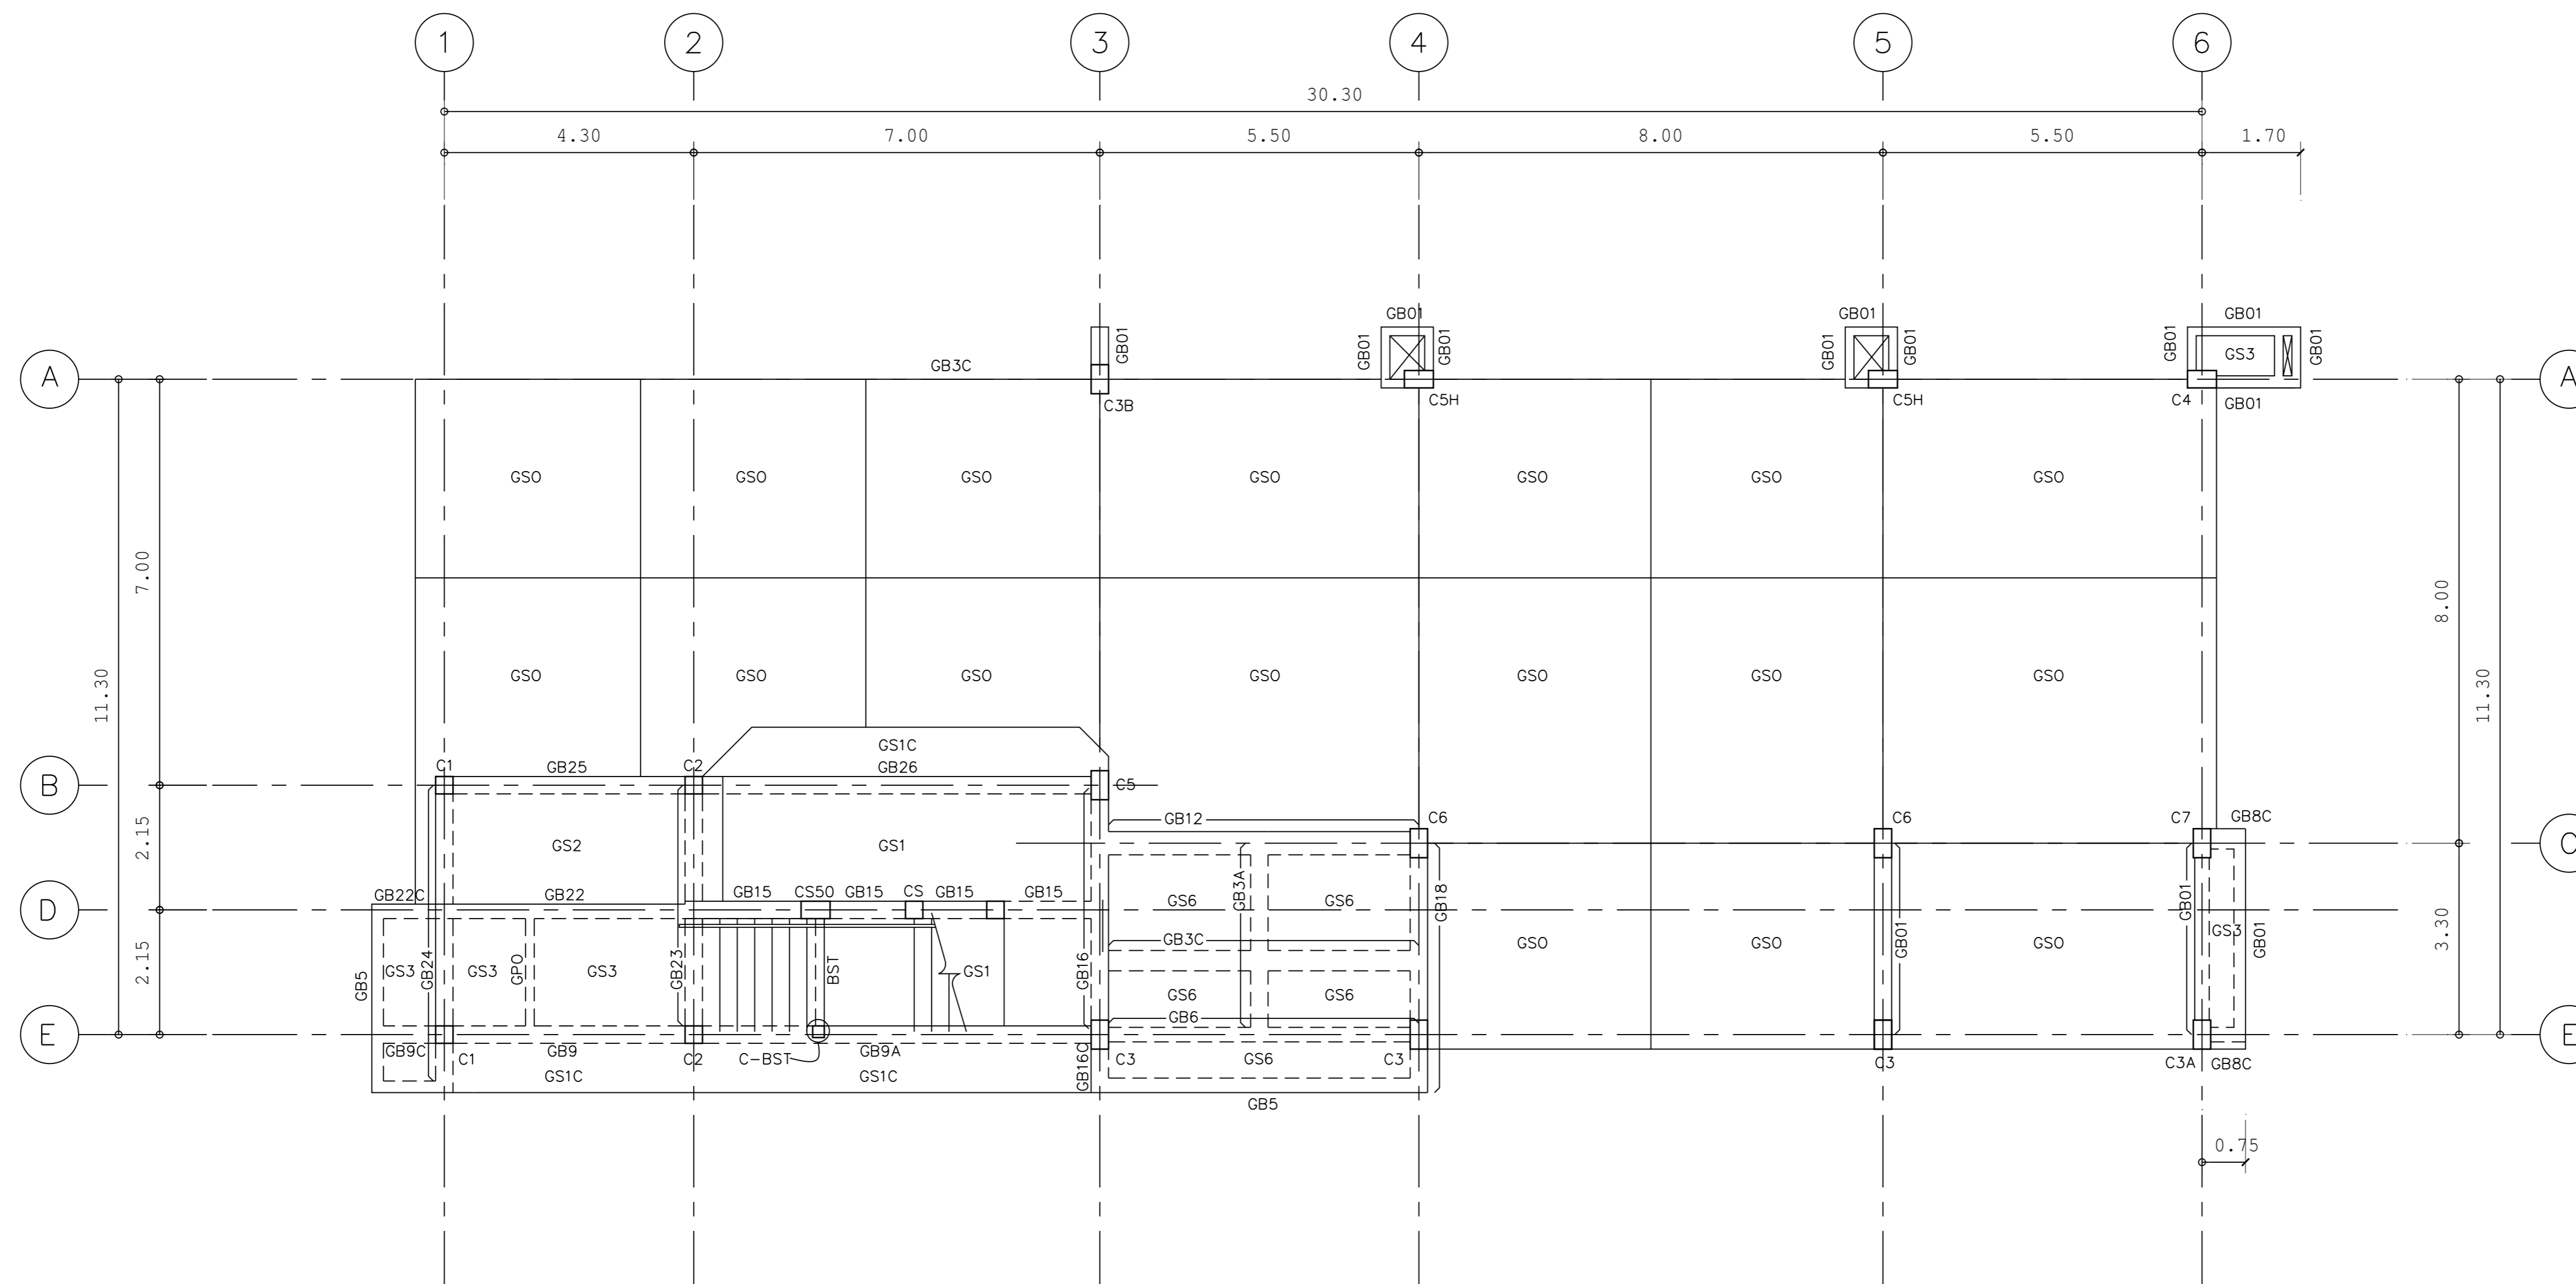 1 2 3 4 5 6
30.30
4.30 7.00 5.50 8.00 5.50 1.70
GB01 GB01 GB01
GB01 GB01 GB01 GB01 GB01 GB01 GS3 GB01
A GB3C A
C3B C5H C5H C4 GB01
GSO GSO GSO GSO GSO GSO GSO
7.00 8.00
11.30 11.30
GSO GSO GSO GSO GSO GSO GSO
GS1C
C1 GB25 C2 GB26
B C5
GB12 C6 C6 C7 GB8C
2.15 GS2 GS1 C
GB22C GB22 GB15 CS50 GB15 CS GB15 GB15 GB3A GB18 GB01
D GS6 GS6
GB3C GSO GSO GB01 GSO GS3 GB01 3.30
2.15 GB5 GS3 GB24 GS3 GPO GS3 GB23 BST GS1 GB16
GS6 GS6
GB6
E E
GB9C C1 GB9 C2 C-BST GB9A GB16C C3 GS6 C3 C3 C3A GB8C
GS1C GS1C
GB5
0.75